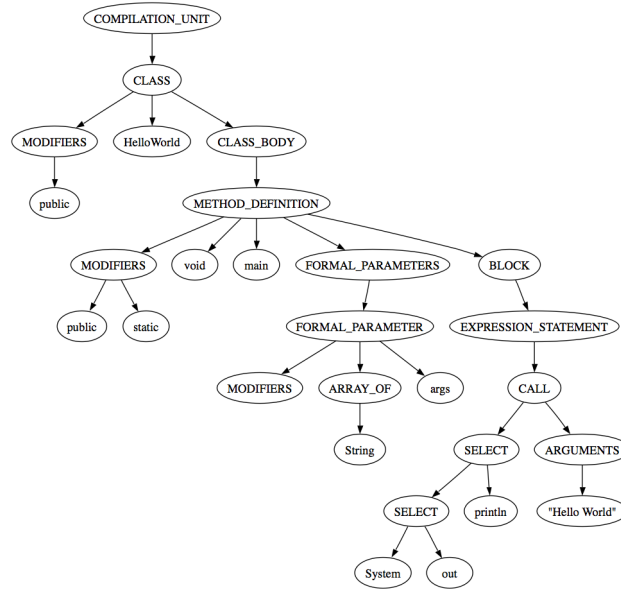 COMPILATION_UNIT
CLASS
MODIFIERS HelloWorld CLASS_BODY
public METHOD_DEFINITION
MODIFIERS void main FORMAL_PARAMETERS BLOCK
public static FORMAL_PARAMETER EXPRESSION_STATEMENT
MODIFIERS ARRAY_OF args CALL
String SELECT ARGUMENTS
SELECT println "Hello World"
System out